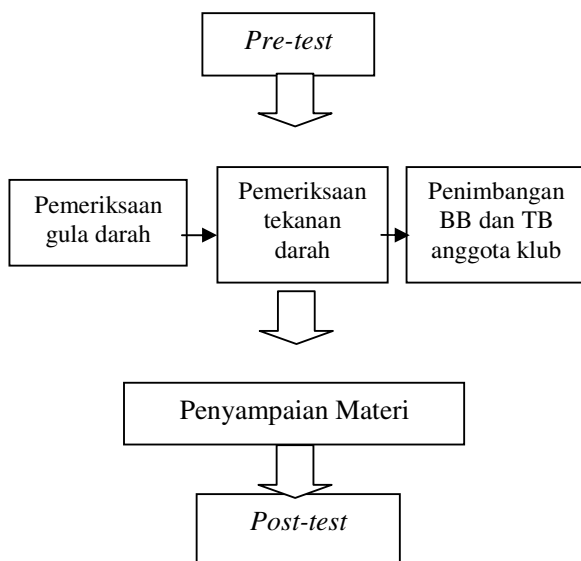 Pre-test
Pemeriksaan
gula darah
Pemeriksaan
tekanan
darah
Penimbangan
BB dan TB
anggota klub
Penyampaian Materi
Post-test